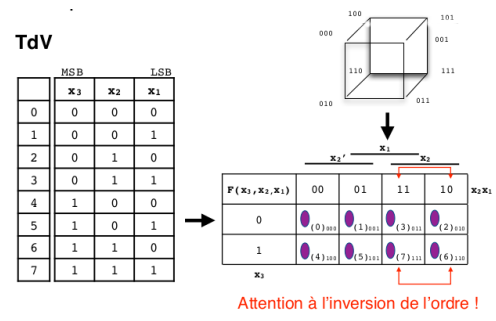 TdV
MSB LSB
x3 x2 x1
0 0 0 0
1 0 0 1
2 0 1 0
3 0 1 1
4 1 0 0
5 1 0 1
6 1 1 0
7 1 1 1
100 101
000 001
110 111
010 011
x1
x2' x2
F(x3,x2,x1) 00 01 11 10 x2x1
0 (0)000 (1)001 (3)011 (2)010
1 (4)100 (5)101 (7)111 (6)110
x3
Attention à l'inversion de l'ordre !